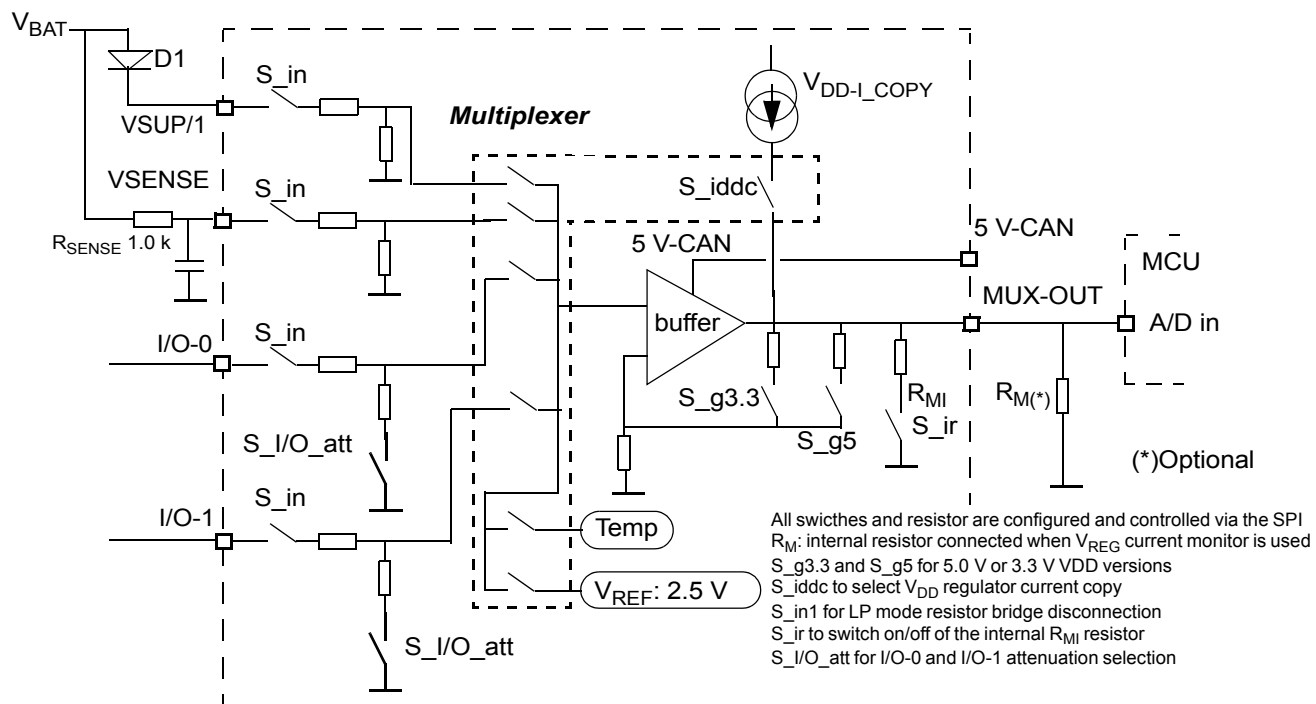 VBAT
D1
S_in
VSUP/1
Multiplexer
VDD-I_COPY
VSENSE
S_in
S_iddc
RSENSE 1.0 k
5 V-CAN
5 V-CAN
MCU
MUX-OUT
buffer
A/D in
I/O-0
S_in
S_g3.3
RMI
RM(*)
S_ir
S_g5
S_I/O_att
(*)Optional
S_in
I/O-1
Temp
VREF: 2.5 V
S_I/O_att
All swicthes and resistor are configured and controlled via the SPI
RM: internal resistor connected when VREG current monitor is used
S_g3.3 and S_g5 for 5.0 V or 3.3 V VDD versions
S_iddc to select VDD regulator current copy
S_in1 for LP mode resistor bridge disconnection
S_ir to switch on/off of the internal RMI resistor
S_I/O_att for I/O-0 and I/O-1 attenuation selection